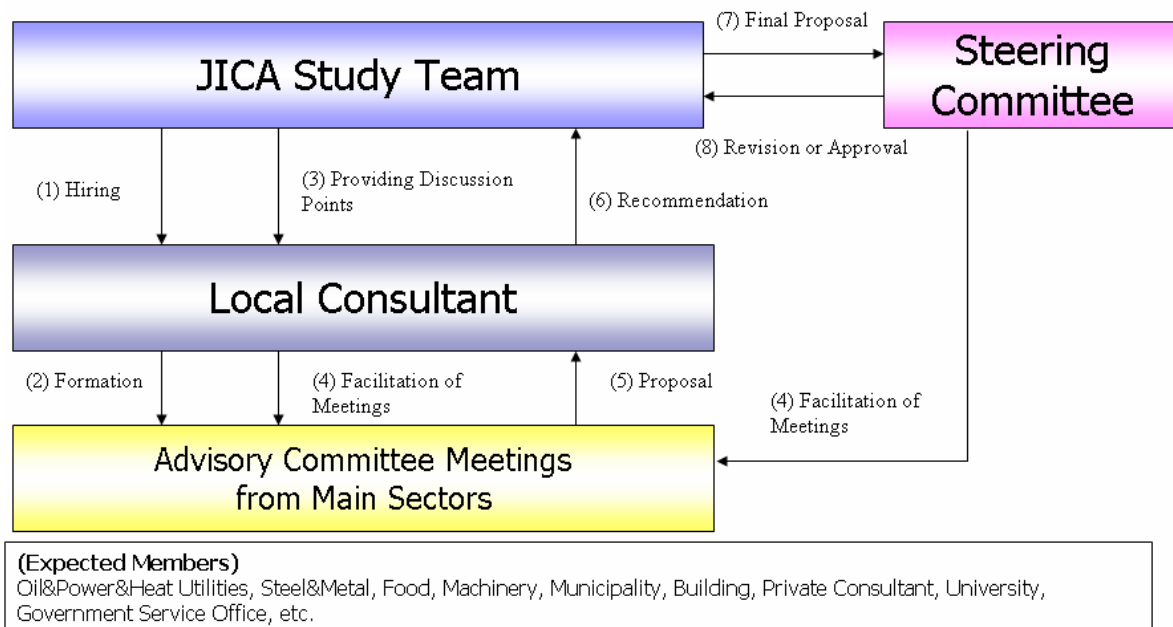 (7) Final Proposal
JICA Study Team
Steering
Committee
(8) Revision or Approval
(1) Hiring
(3) Providing Discussion
Points
(6) Recommendation
Local Consultant
(2) Formation
(4) Facilitation of
Meetings
(5) Proposal
(4) Facilitation of
Meetings
Advisory Committee Meetings
from Main Sectors
(Expected Members)
Oil&Power&Heat Utilities, Steel&Metal, Food, Machinery, Municipality, Building, Private Consultant, University,
Government Service Office, etc.